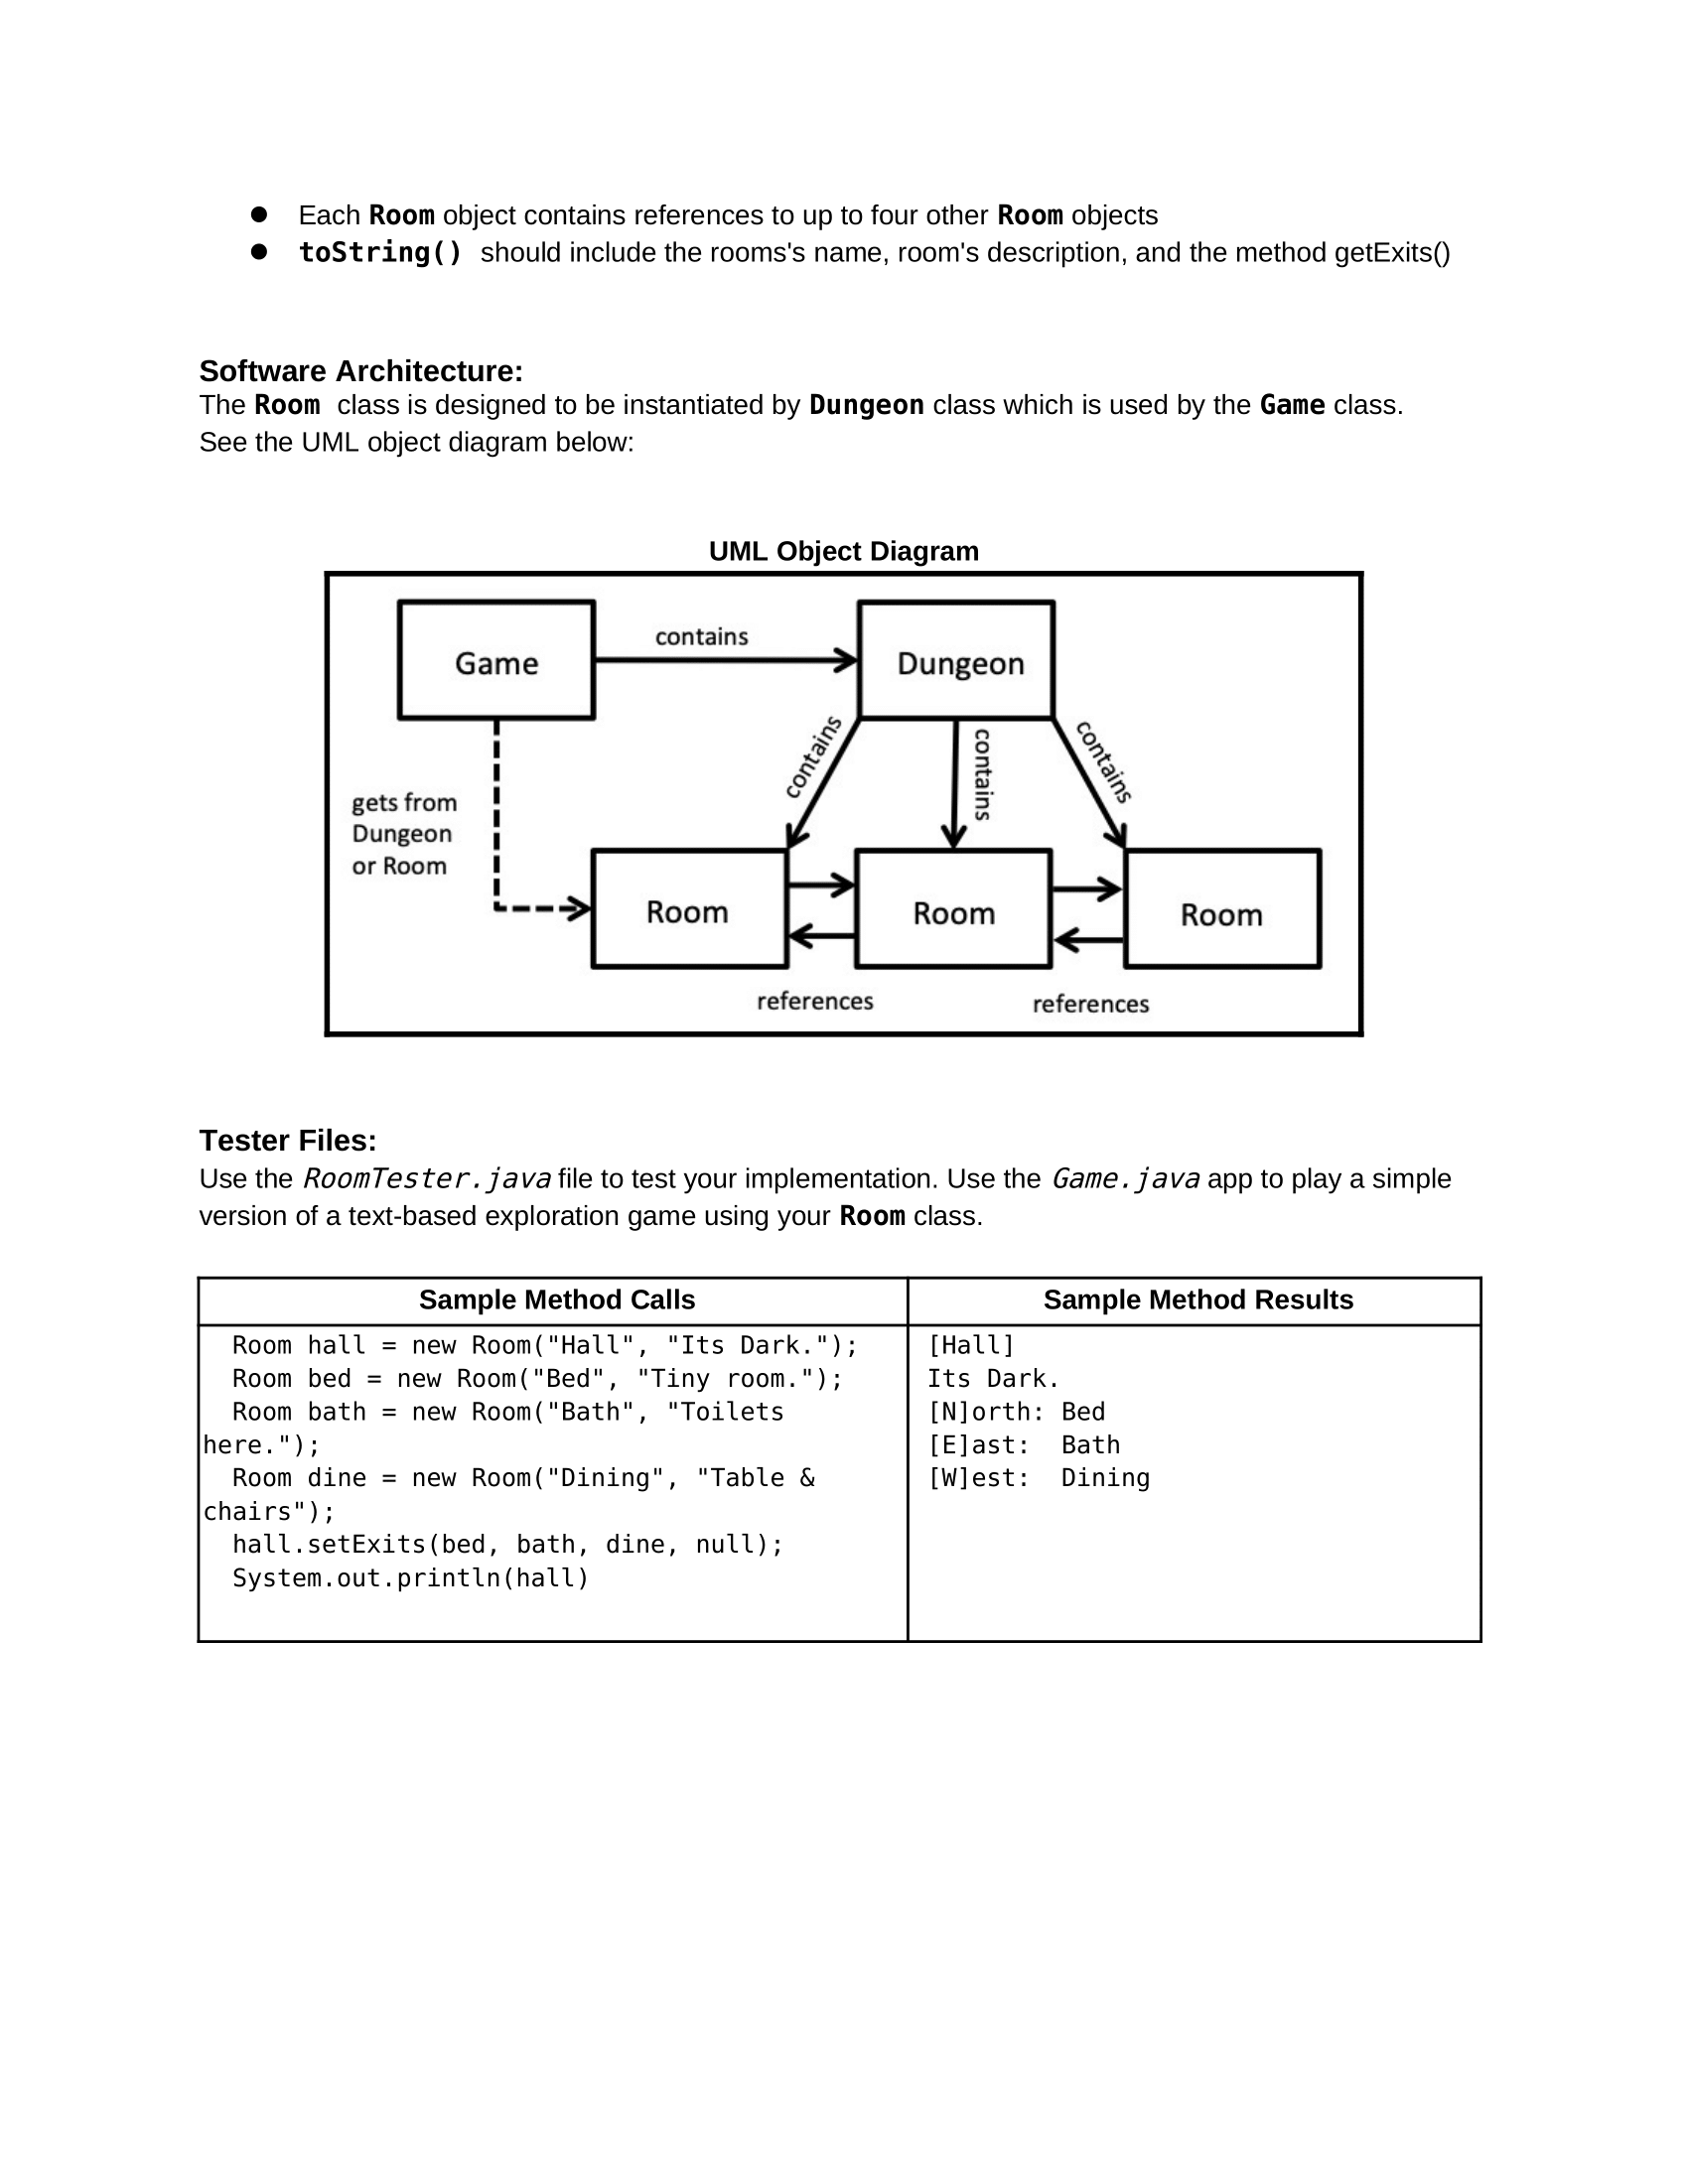 ● Each Room object contains references to up to four other Room objects
● toString() should include the rooms's name, room's description, and the method getExits()
Software Architecture:
The Room class is designed to be instantiated by Dungeon class which is used by the Game class.
See the UML object diagram below:
UML Object Diagram
Game
contains
Dungeon
contains
contains
contains
gets from
Dungeon
or Room
Room
Room
Room
references
references
Tester Files:
Use the RoomTester.java file to test your implementation. Use the Game.java app to play a simple
version of a text-based exploration game using your Room class.
Sample Method Calls
Room hall = new Room("Hall", "Its Dark.");
Room bed = new Room("Bed", "Tiny room.");
Room bath = new Room("Bath", "Toilets
here.");
Room dine = new Room("Dining", "Table &
chairs");
hall.setExits(bed, bath, dine, null);
System.out.println(hall)
Sample Method Results
[Hall]
Its Dark.
[N]orth: Bed
[E]ast:  Bath
[W]est:  Dining